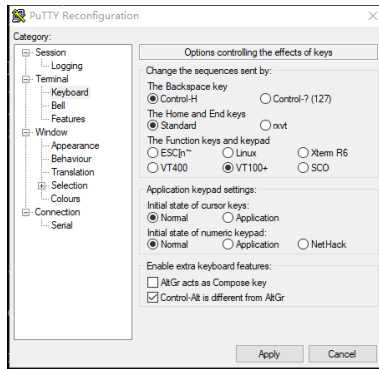 PuTTY Reconfiguration
Category:
Session
Logging
Terminal
Keyboard
Bell
Features
Window
Appearance
Behaviour
Translation
Selection
Colours
Connection
Serial
Options controlling the effects of keys
Change the sequences sent by:
The Backspace key
Control-H Control-? (127)
The Home and End keys
Standard rxvt
The Function keys and keypad
ESC[n~ Linux Xterm R6
VT400 VT100+ SCO
Application keypad settings:
Initial state of cursor keys:
Normal Application
Initial state of numeric keypad:
Normal Application NetHack
Enable extra keyboard features:
AltGr acts as Compose key
Control-Alt is different from AltGr
Apply Cancel